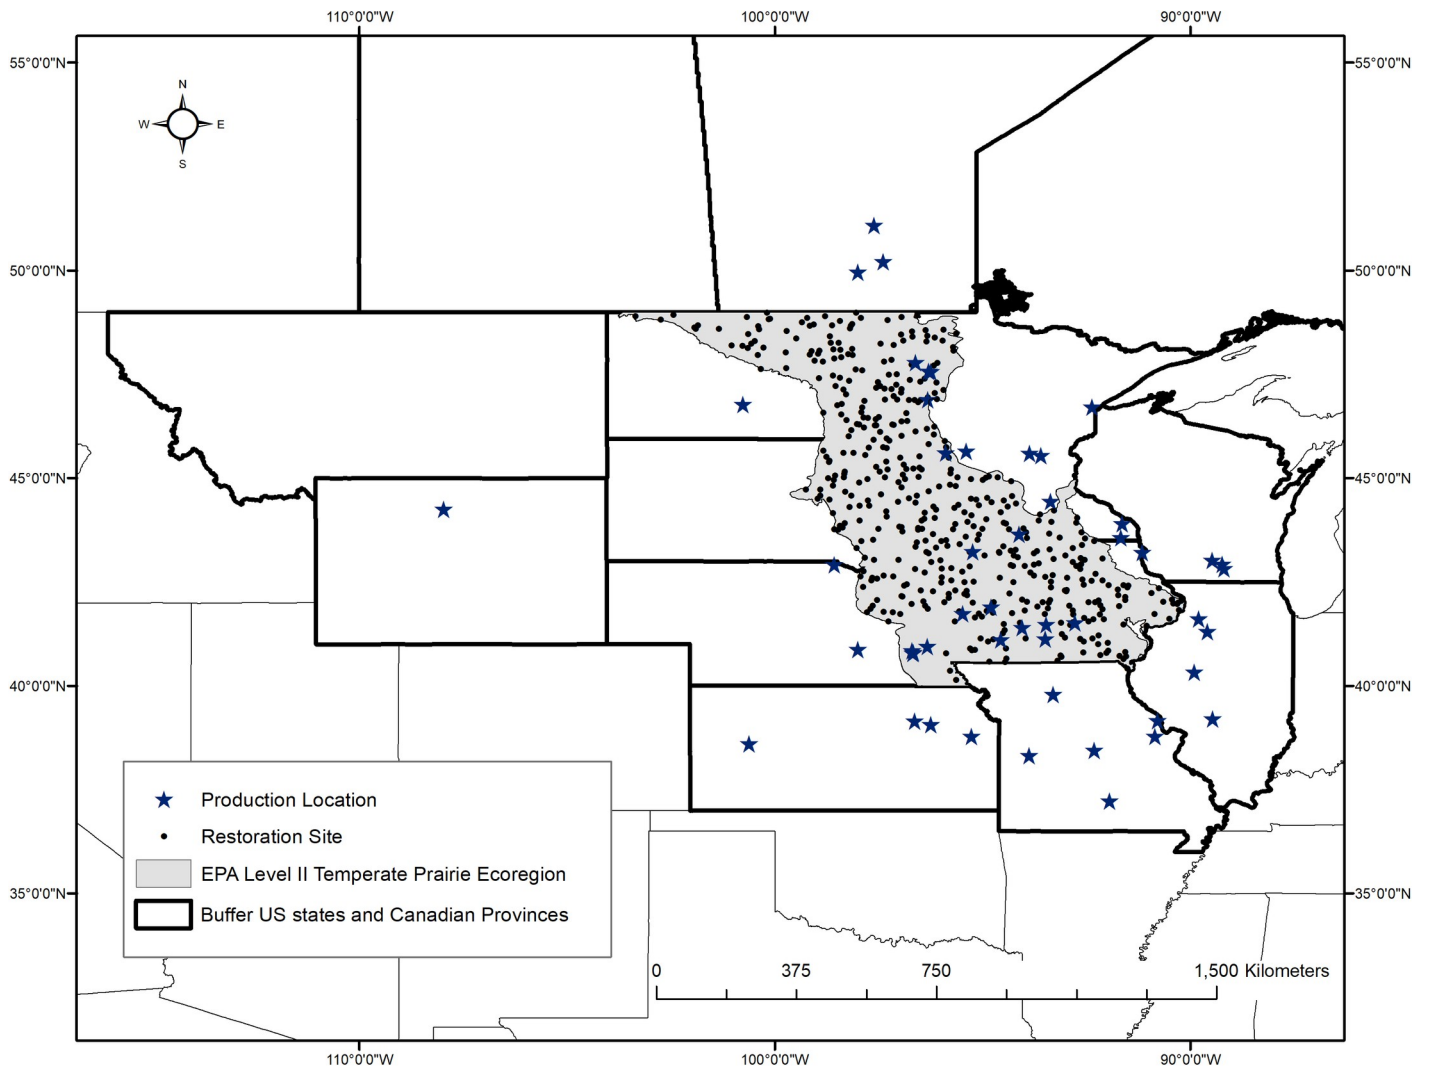 110°0'0"W 100°0'0"W 90°0'0"W
55°0'0"N 55°0'0"N
N
W E
S
50°0'0"N 50°0'0"N
45°0'0"N 45°0'0"N
40°0'0"N 40°0'0"N
Production Location
Restoration Site
EPA Level II Temperate Prairie Ecoregion
35°0'0"N 35°0'0"N
Buffer US states and Canadian Provinces
0 375 750 1,500 Kilometers
110°0'0"W 100°0'0"W 90°0'0"W